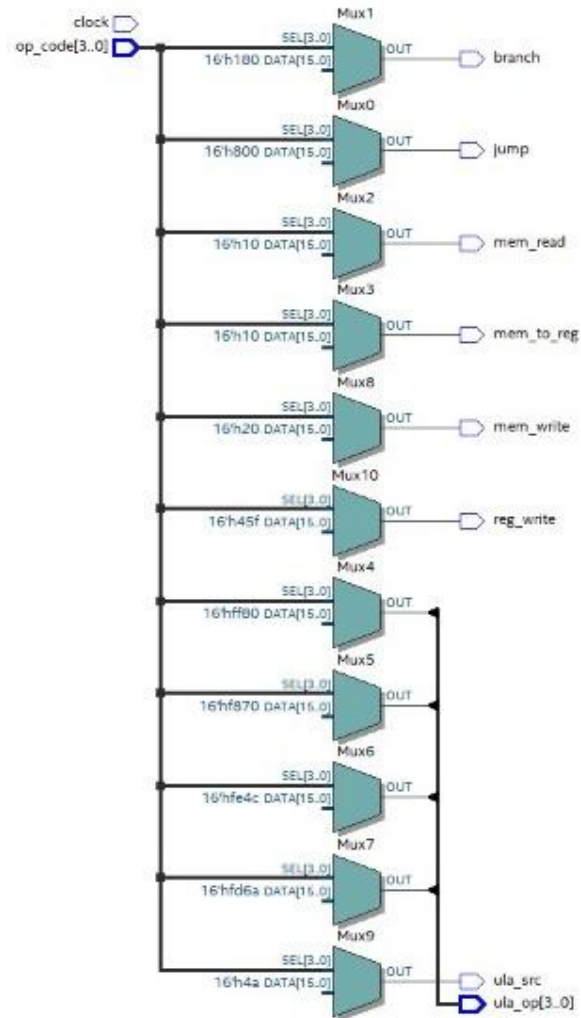 clock
op_code[3..0]
Mux1
SEL[3..0]
16'h180 DATA[15..0]
OUT
branch
Mux0
SEL[3..0]
16'h800 DATA[15..0]
OUT
jump
Mux2
SEL[3..0]
16'h10 DATA[15..0]
OUT
mem_read
Mux3
SEL[3..0]
16'h10 DATA[15..0]
OUT
mem_to_reg
Mux8
SEL[3..0]
16'h20 DATA[15..0]
OUT
mem_write
Mux10
SEL[3..0]
16'h45f DATA[15..0]
OUT
reg_write
Mux4
SEL[3..0]
16'hff80 DATA[15..0]
OUT
Mux5
SEL[3..0]
16'hf870 DATA[15..0]
OUT
Mux6
SEL[3..0]
16'hfe4c DATA[15..0]
OUT
Mux7
SEL[3..0]
16'hfd6a DATA[15..0]
OUT
Mux9
SEL[3..0]
16'h4a DATA[15..0]
OUT
ula_src
ula_op[3..0]